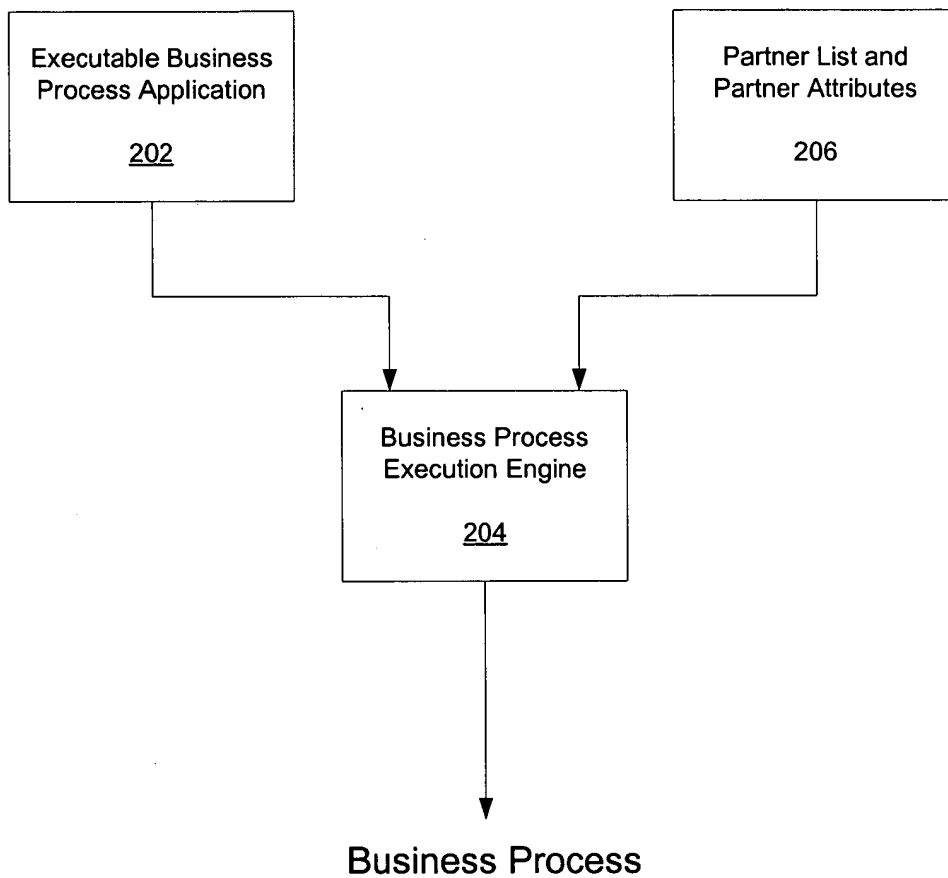 Executable Business
Process Application
202
Partner List and
Partner Attributes
206
Business Process
Execution Engine
204
Business Process